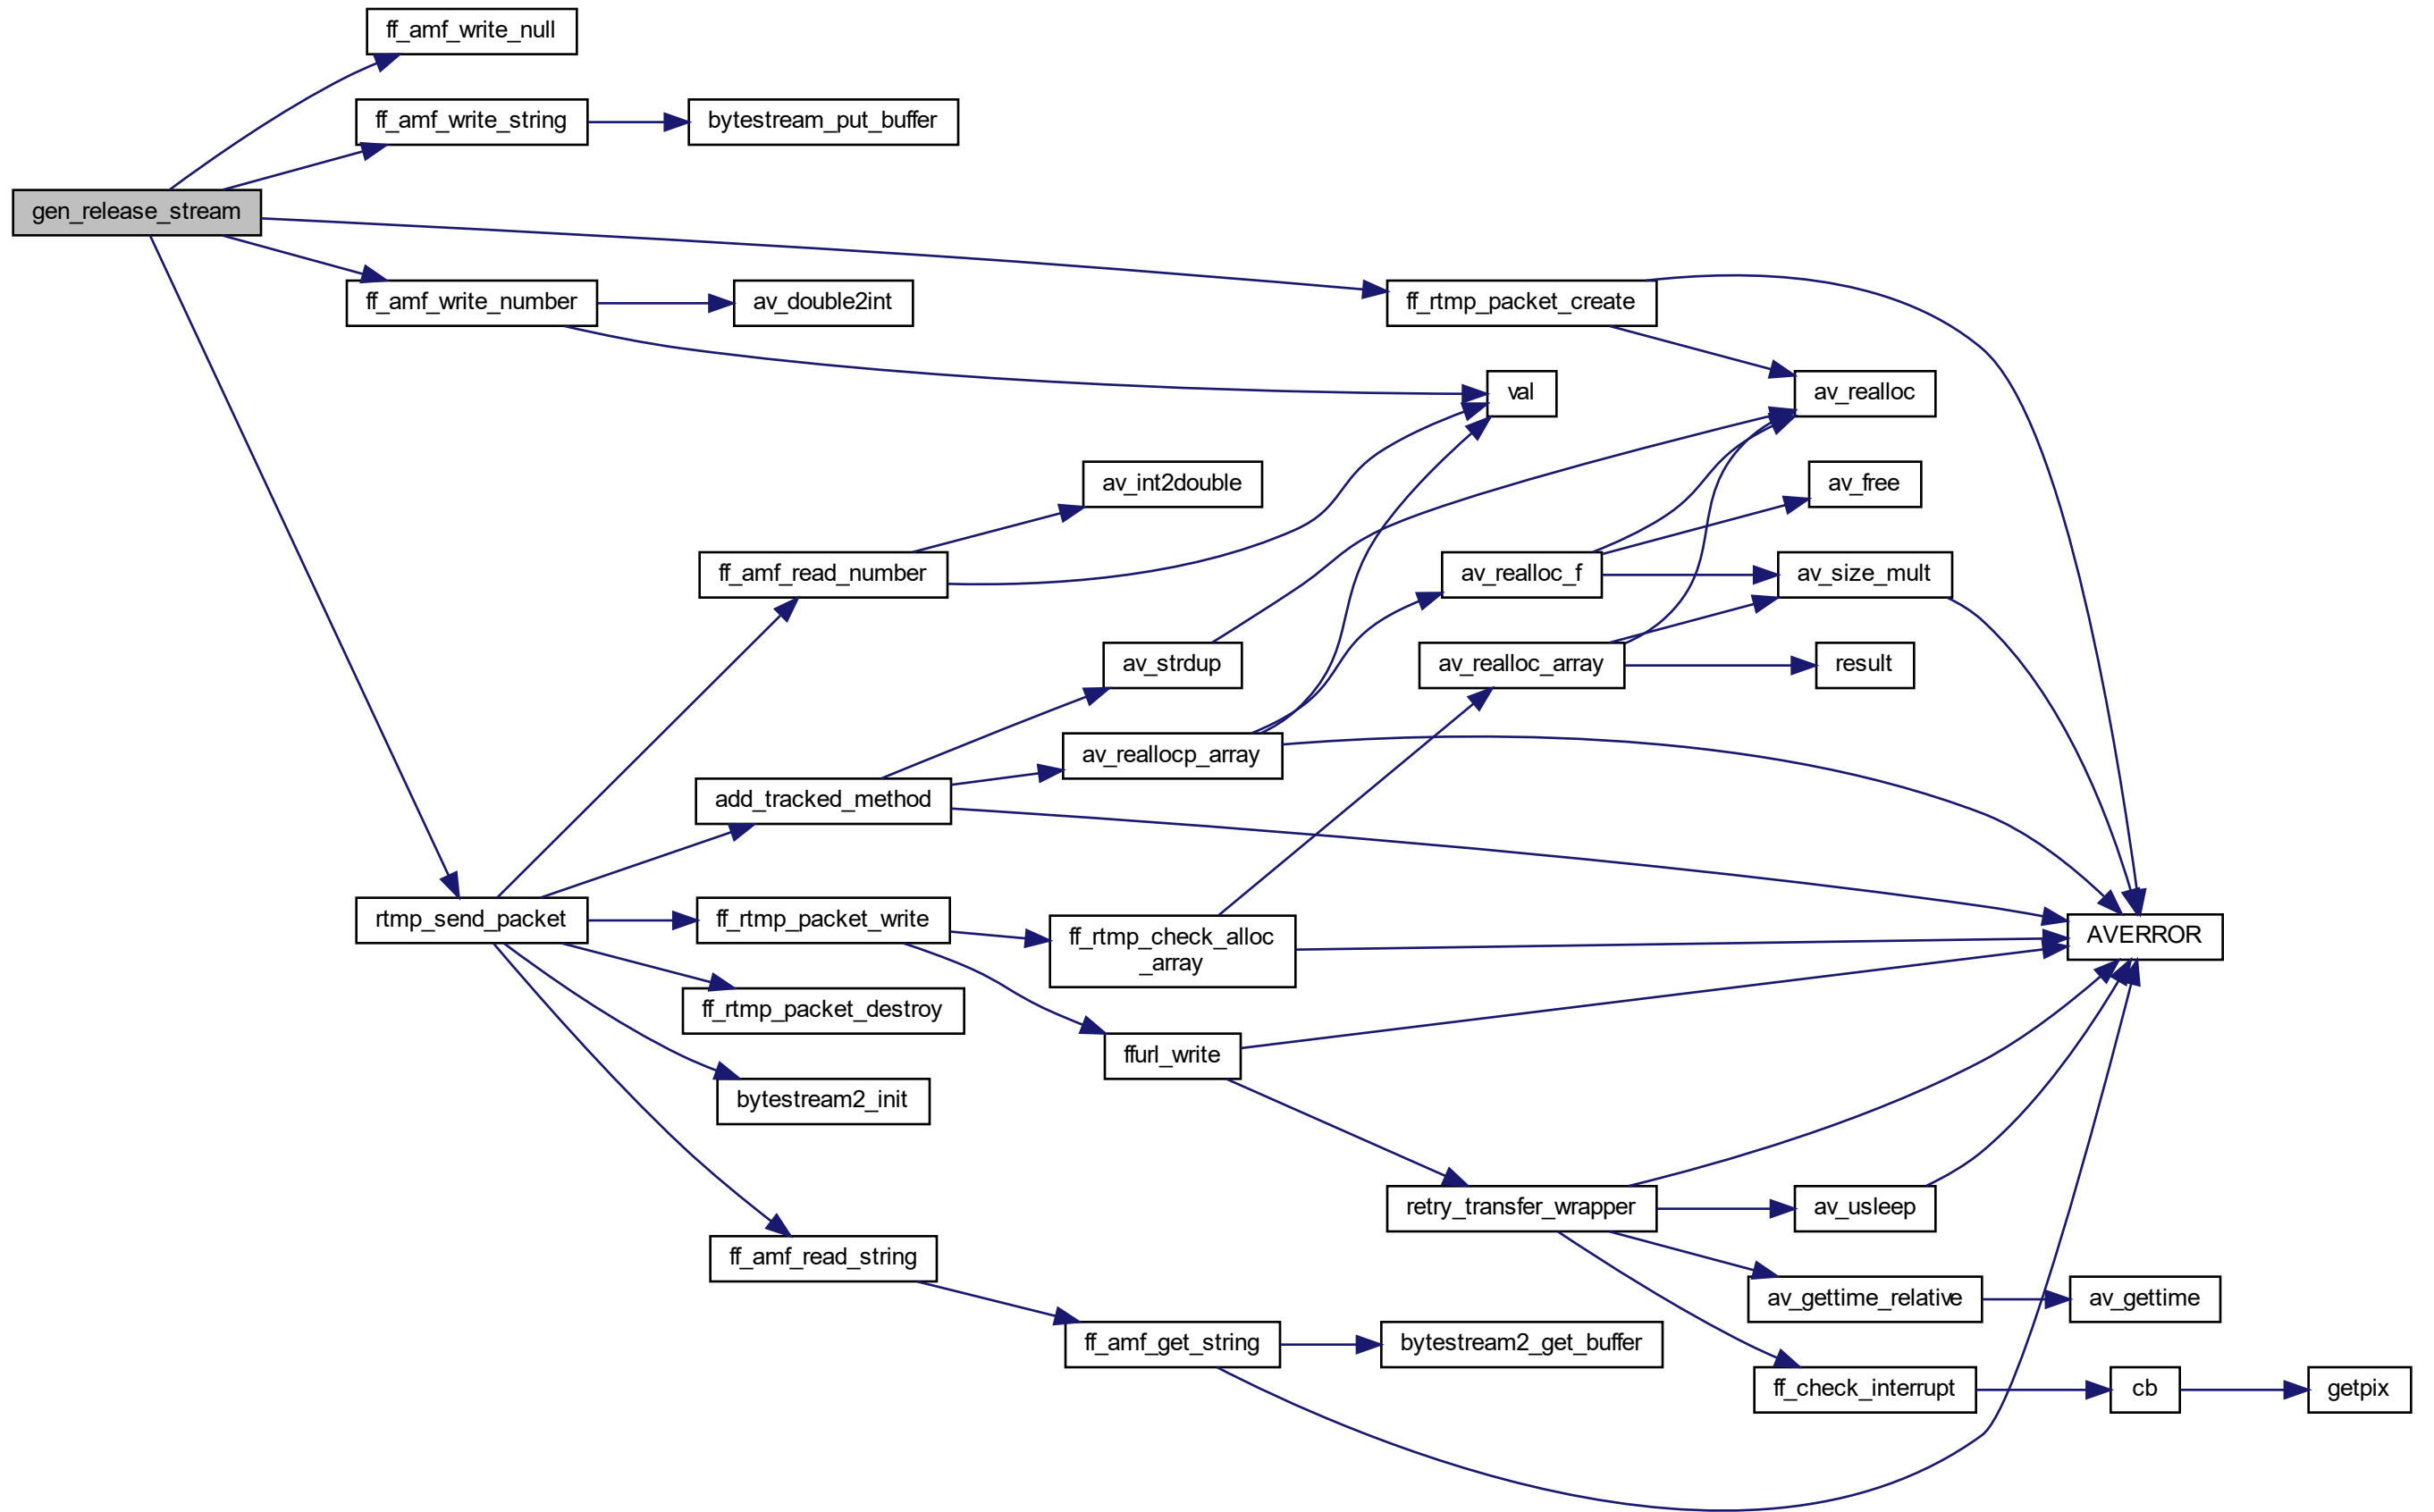 ff_amf_write_null
ff_amf_write_string
bytestream_put_buffer
gen_release_stream
ff_amf_write_number
av_double2int
ff_rtmp_packet_create
val
av_realloc
av_int2double
av_free
ff_amf_read_number
av_realloc_f
av_size_mult
av_strdup
av_realloc_array
result
av_reallocp_array
add_tracked_method
rtmp_send_packet
ff_rtmp_packet_write
ff_rtmp_check_alloc
_array
AVERROR
ff_rtmp_packet_destroy
ffurl_write
bytestream2_init
retry_transfer_wrapper
av_usleep
ff_amf_read_string
av_gettime_relative
av_gettime
ff_amf_get_string
bytestream2_get_buffer
ff_check_interrupt
cb
getpix